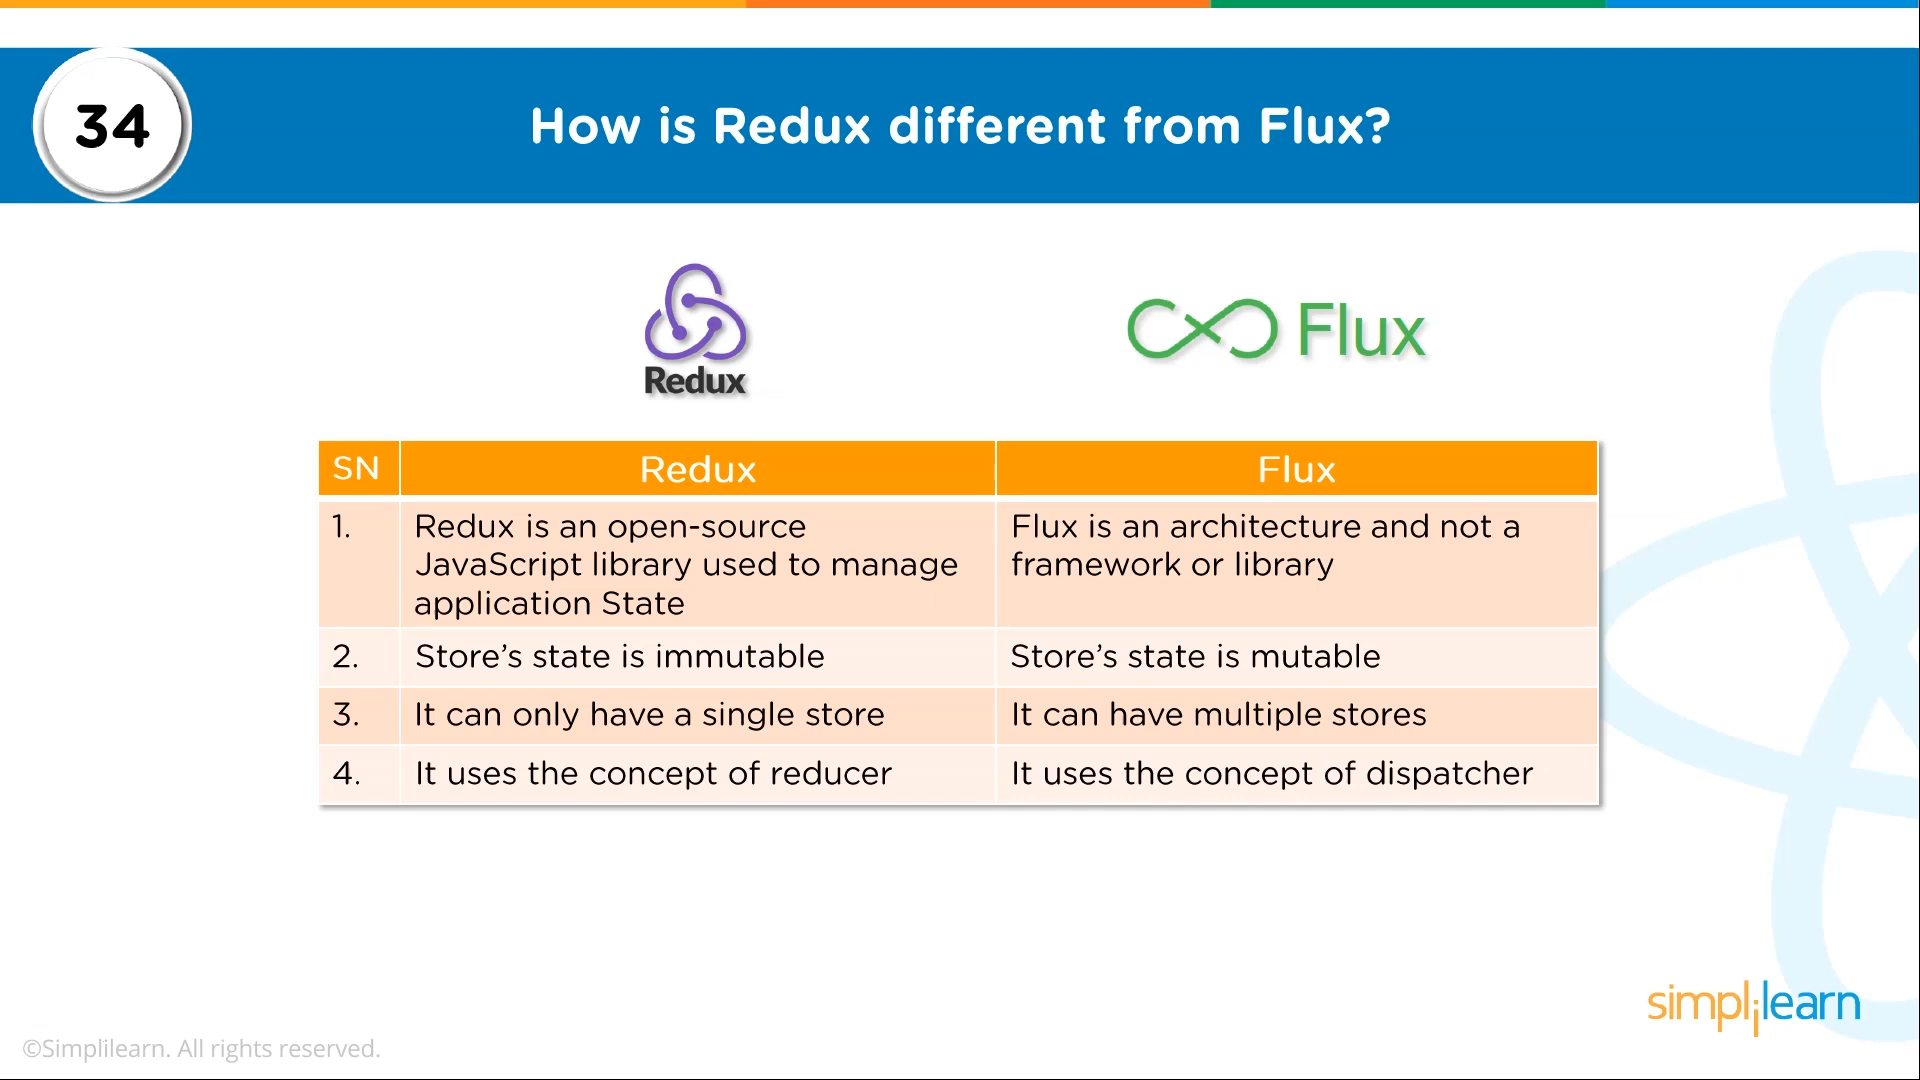 34
How is Redux different from Flux?
Redux
Flux
SN
Redux
Flux
1.
Redux is an open-source
JavaScript library used to manage
application State
Flux is an architecture and not a
framework or library
2.
Store’s state is immutable
Store’s state is mutable
3.
It can only have a single store
It can have multiple stores
4.
It uses the concept of reducer
It uses the concept of dispatcher
simplilearn
©Simplilearn. All rights reserved.